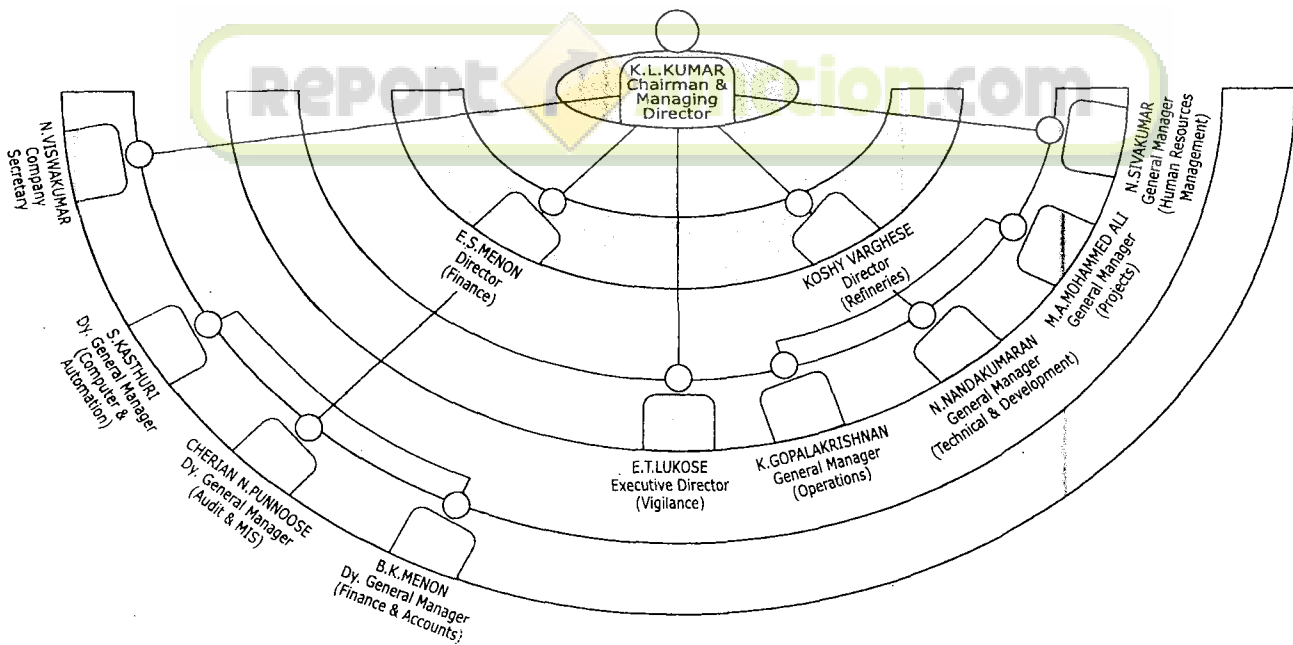 Report Junction.com
K.L.KUMAR
Chairman &
Managing
Director
N.VISWAKUMAR
Company
Secretary
E.S.MENON
Director
(Finance)
KOSHY VARGHESE
Director
(Refineries)
N.SIVAKUMAR
General Manager
(Human Resources
Management)
M.A.MOHAMMED ALI
General Manager
(Projects)
N.NANDAKUMARAN
General Manager
(Technical & Development)
K.GOPALAKRISHNAN
General Manager
(Operations)
E.T.LUKOSE
Executive Director
(Vigilance)
S.KASTHURI
Dy. General Manager
(Computer &
Automation)
CHERIAN N.PUNNOOSE
Dy. General Manager
(Audit & MIS)
B.K.MENON
Dy. General Manager
(Finance & Accounts)